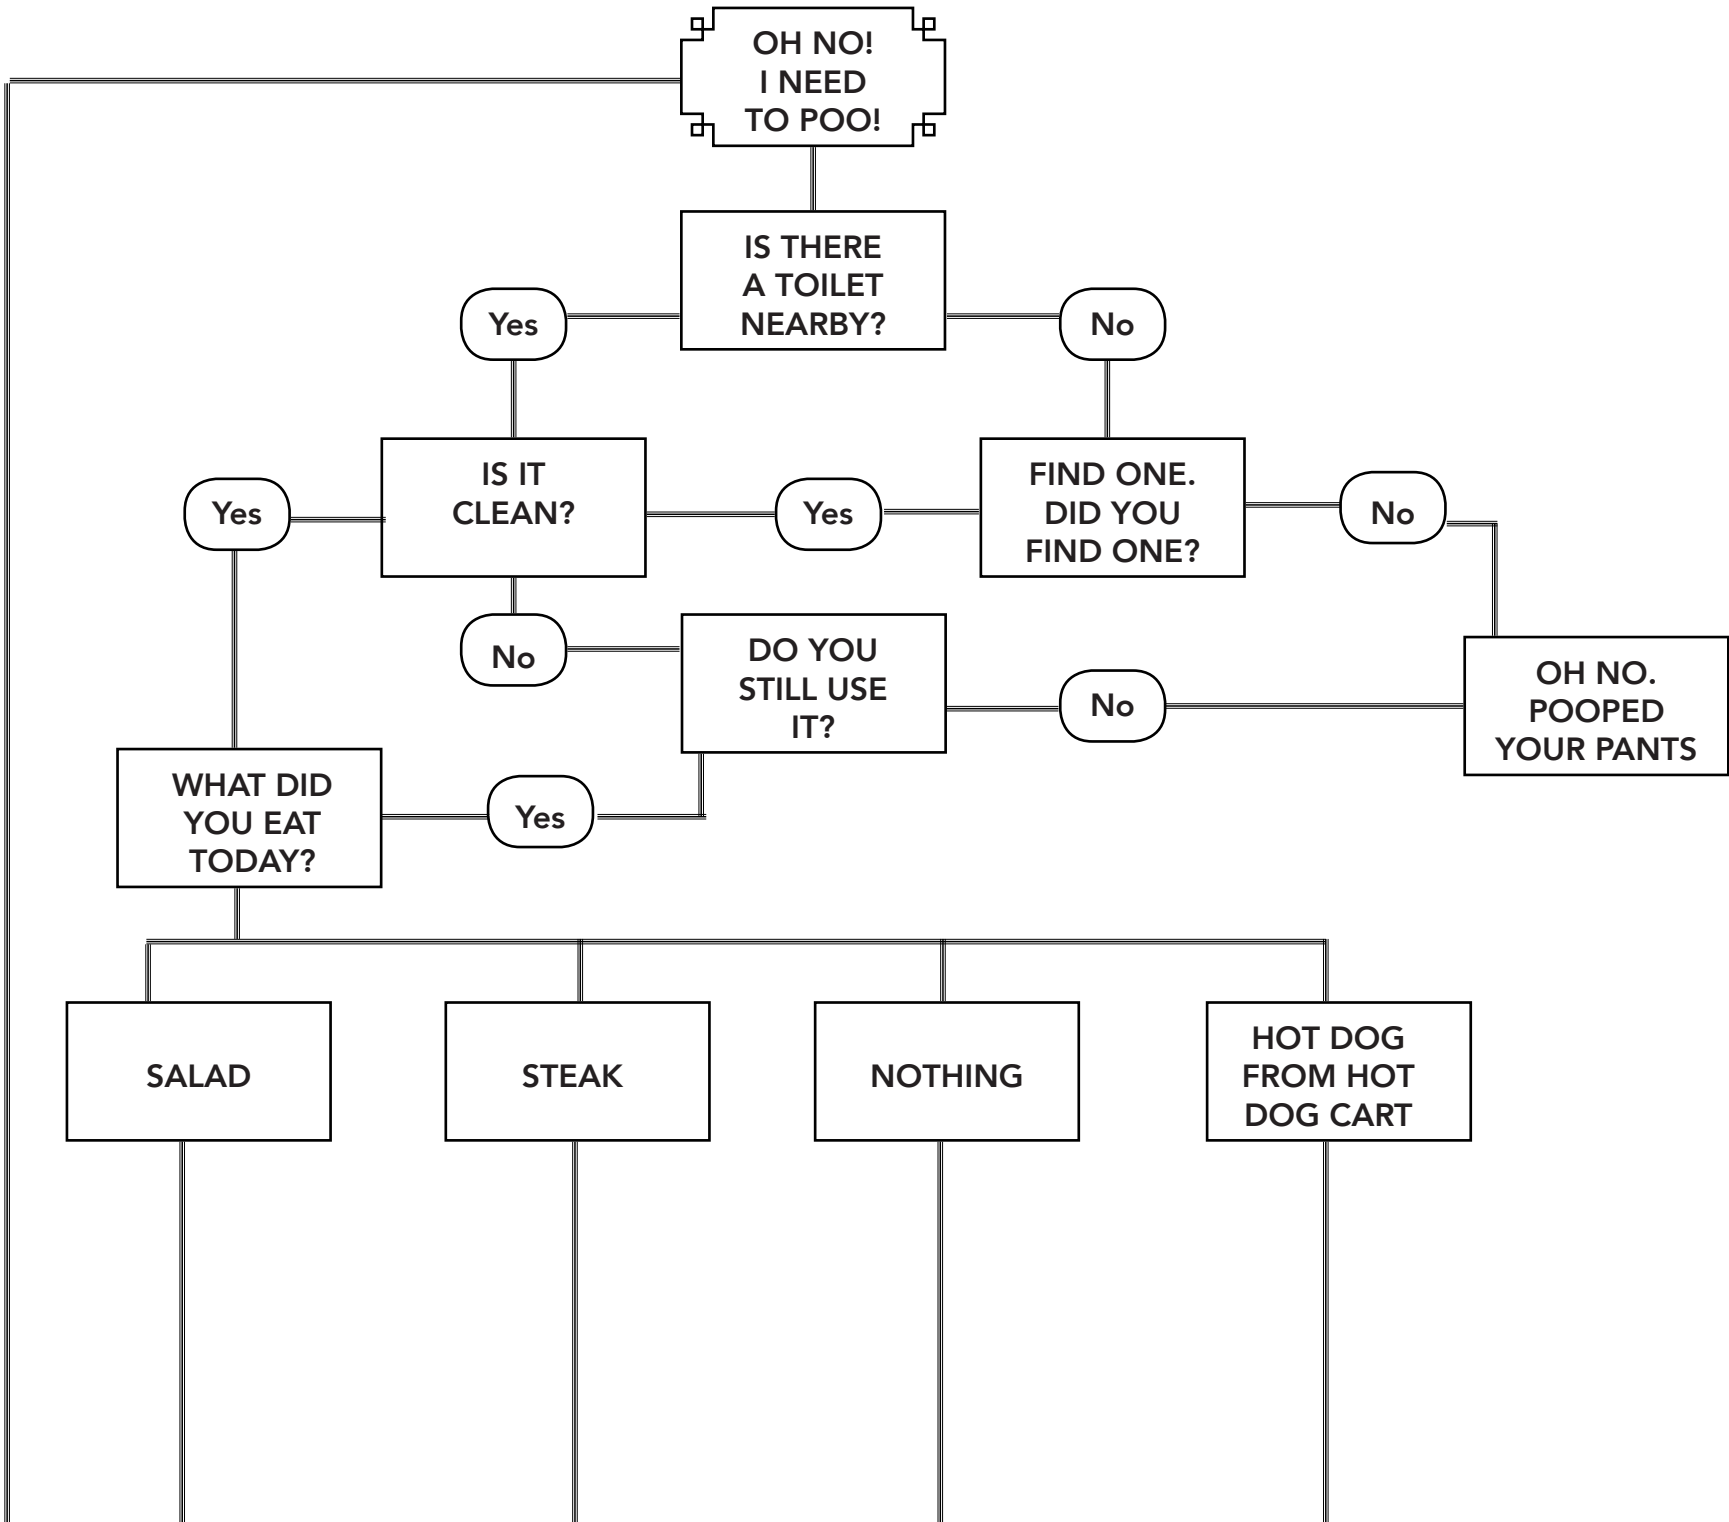 OH NO!
I NEED
TO POO!
IS THERE
A TOILET
NEARBY?
Yes
No
IS IT
CLEAN?
FIND ONE.
DID YOU
FIND ONE?
Yes
Yes
No
No
DO YOU
STILL USE
IT?
No
OH NO.
POOPED
YOUR PANTS
WHAT DID
YOU EAT
TODAY?
Yes
SALAD
STEAK
NOTHING
HOT DOG
FROM HOT
DOG CART